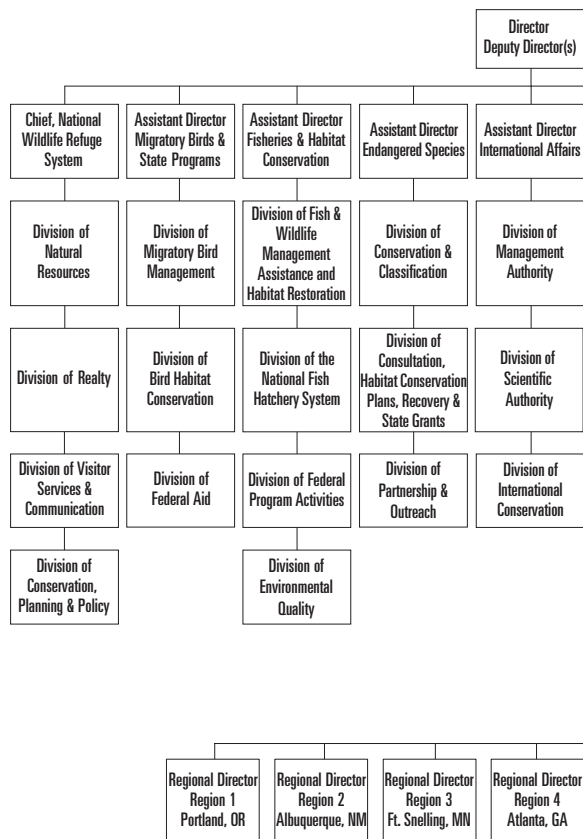 Director
Deputy Director(s)
Chief, National
Wildlife Refuge
System
Assistant Director
Migratory Birds &
State Programs
Assistant Director
Fisheries & Habitat
Conservation
Assistant Director
Endangered Species
Assistant Director
International Affairs
Division of
Natural
Resources
Division of
Migratory Bird
Management
Division of Fish &
Wildlife
Management
Assistance and
Habitat Restoration
Division of
Conservation &
Classification
Division of
Management
Authority
Division of Realty
Division of
Bird Habitat
Conservation
Division of the
National Fish
Hatchery System
Division of
Consultation,
Habitat Conservation
Plans, Recovery &
State Grants
Division of
Scientific
Authority
Division of Visitor
Services &
Communication
Division of
Federal Aid
Division of Federal
Program Activities
Division of
Partnership &
Outreach
Division of
International
Conservation
Division of
Conservation,
Planning & Policy
Division of
Environmental
Quality
Regional Director
Region 1
Portland, OR
Regional Director
Region 2
Albuquerque, NM
Regional Director
Region 3
Ft. Snelling, MN
Regional Director
Region 4
Atlanta, GA